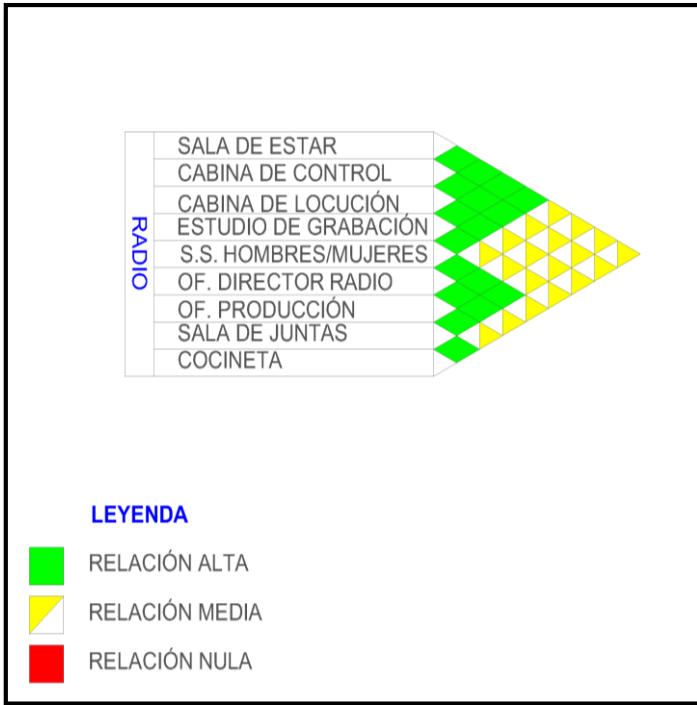 RADIO
SALA DE ESTAR
CABINA DE CONTROL
CABINA DE LOCUCIÓN
ESTUDIO DE GRABACIÓN
S.S. HOMBRES/MUJERES
OF. DIRECTOR RADIO
OF. PRODUCCIÓN
SALA DE JUNTAS
COCINETA
LEYENDA
RELACIÓN ALTA
RELACIÓN MEDIA
RELACIÓN NULA